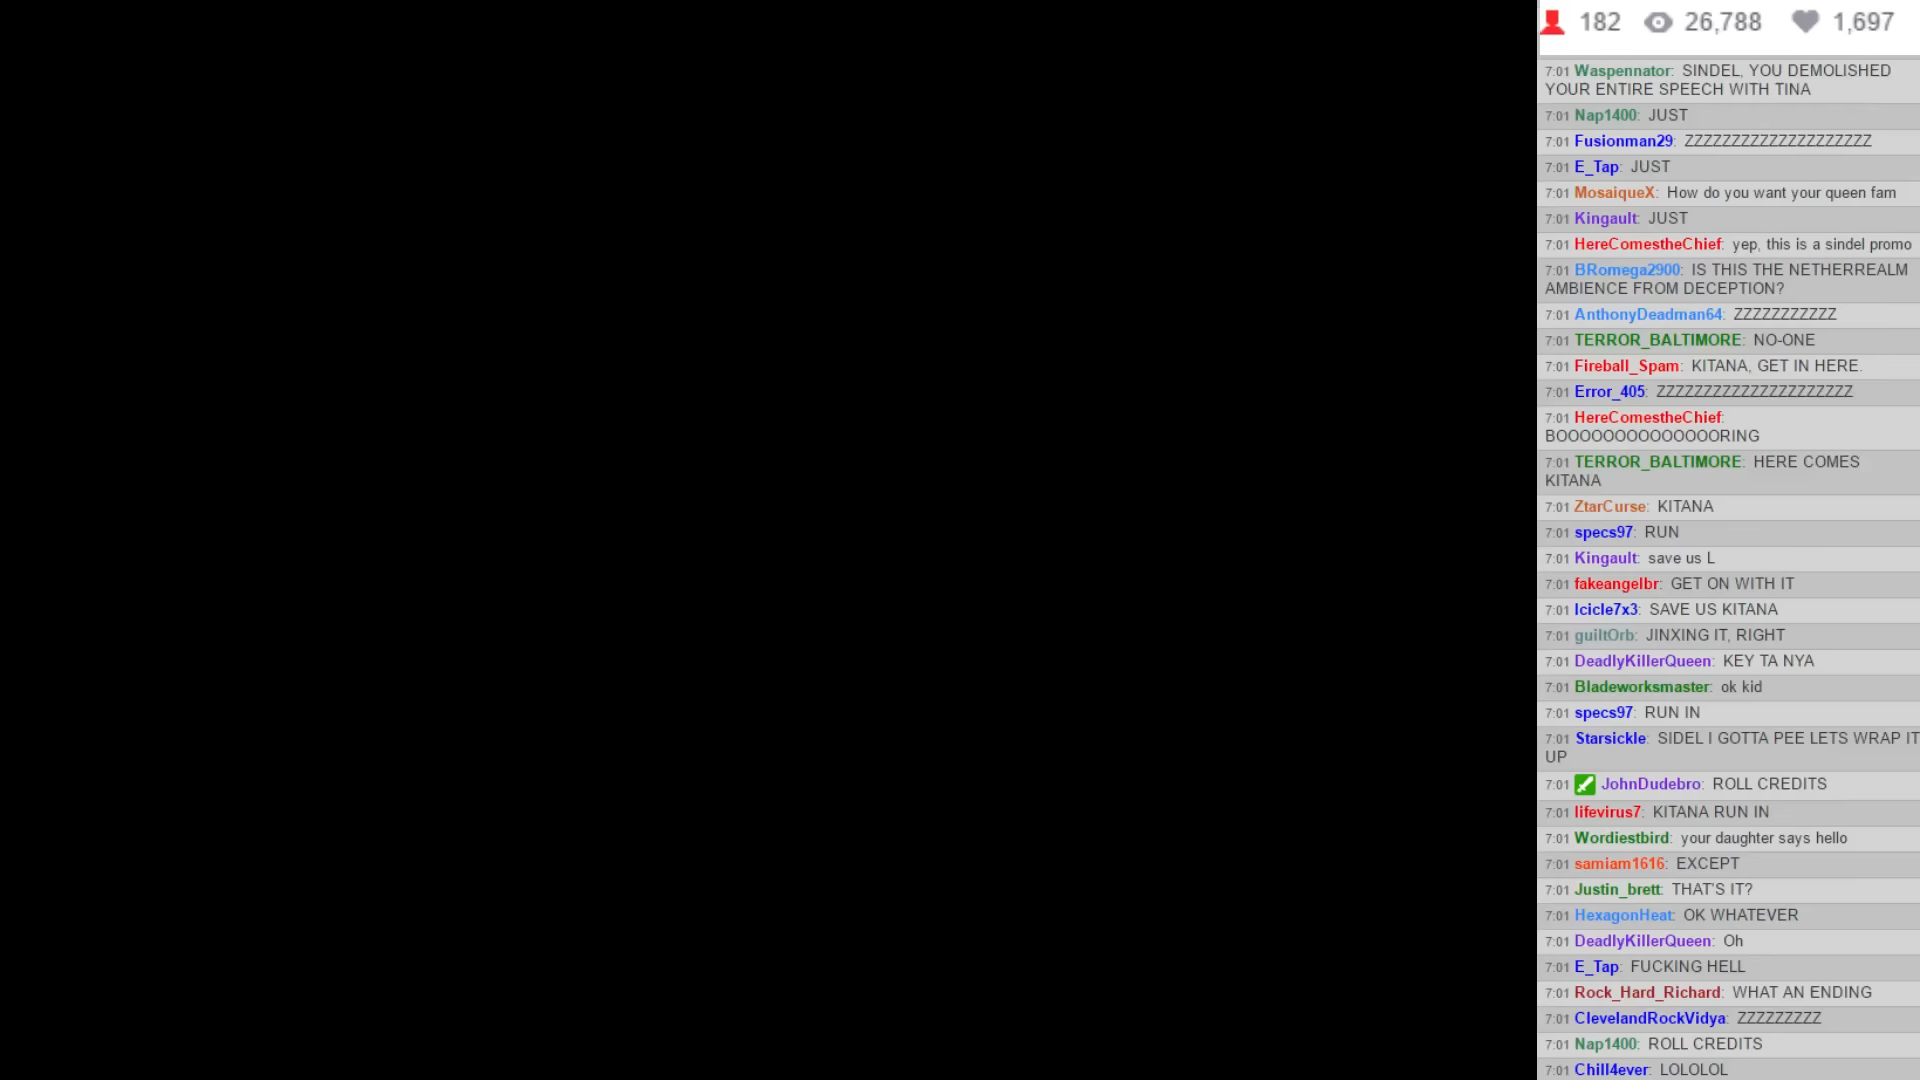 182 26,788 1,697
7:01 Waspennator: SINDEL, YOU DEMOLISHED
YOUR ENTIRE SPEECH WITH TINA
7:01 Nap1400: JUST
7:01 Fusionman29: ZZZZZZZZZZZZZZZZZZZZ
7:01 E_Tap: JUST
7:01 MosaiqueX: How do you want your queen fam
7:01 Kingault: JUST
7:01 HereComestheChief: yep, this is a sindel promo
7:01 BRomega2900: IS THIS THE NETHERREALM
AMBIENCE FROM DECEPTION?
7:01 AnthonyDeadman64: ZZZZZZZZZZZ
7:01 TERROR_BALTIMORE: NO-ONE
7:01 Fireball_Spam: KITANA, GET IN HERE.
7:01 Error_405: ZZZZZZZZZZZZZZZZZZZZZ
7:01 HereComestheChief:
BOOOOOOOOOOOOOORING
7:01 TERROR_BALTIMORE: HERE COMES
KITANA
7:01 ZtarCurse: KITANA
7:01 specs97: RUN
7:01 Kingault: save us L
7:01 fakeangelbr: GET ON WITH IT
7:01 Icicle7x3: SAVE US KITANA
7:01 guiltOrb: JINXING IT, RIGHT
7:01 DeadlyKillerQueen: KEY TA NYA
7:01 Bladeworksmaster: ok kid
7:01 specs97: RUN IN
7:01 Starsickle: SIDEL I GOTTA PEE LETS WRAP IT
UP
7:01 JohnDudebro: ROLL CREDITS
7:01 lifevirus7: KITANA RUN IN
7:01 Wordiestbird: your daughter says hello
7:01 samiam1616: EXCEPT
7:01 Justin_brett: THAT'S IT?
7:01 HexagonHeat: OK WHATEVER
7:01 DeadlyKillerQueen: Oh
7:01 E_Tap: FUCKING HELL
7:01 Rock_Hard_Richard: WHAT AN ENDING
7:01 ClevelandRockVidya: ZZZZZZZZZ
7:01 Nap1400: ROLL CREDITS
7:01 Chill4ever: LOLOLOL